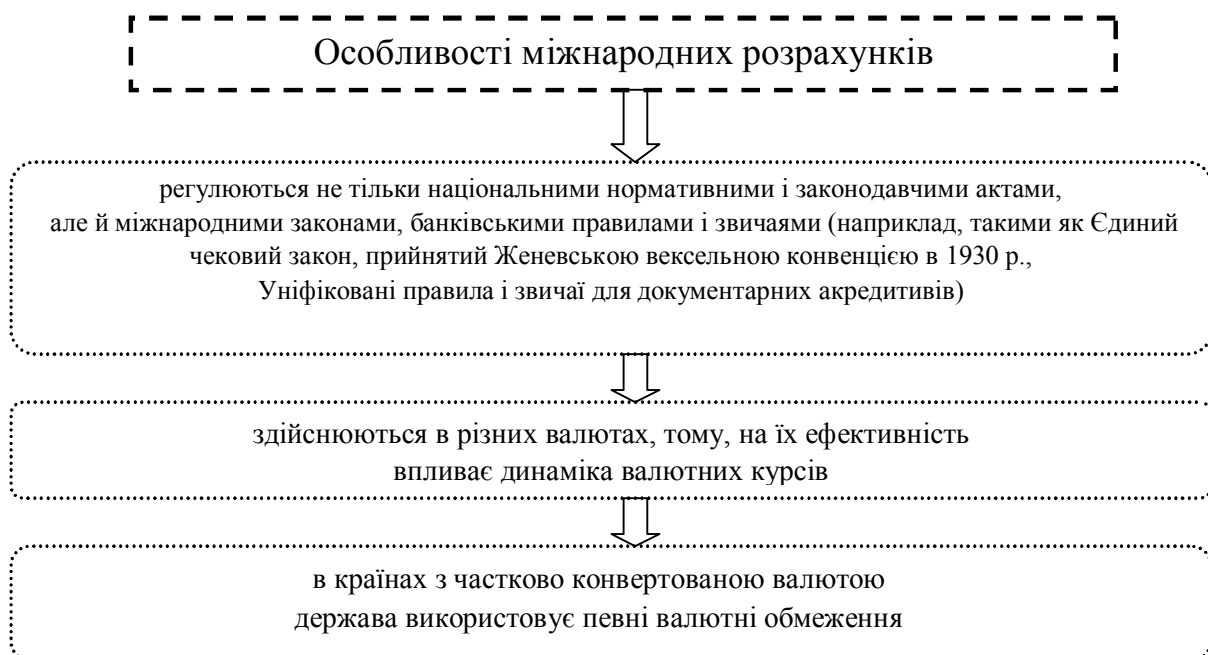 Особливості міжнародних розрахунків
регулюються не тільки національними нормативними і законодавчими актами,
але й міжнародними законами, банківськими правилами і звичаями (наприклад, такими як Єдиний
чековий закон, прийнятий Женевською вексельною конвенцією в 1930 р.,
Уніфіковані правила і звичаї для документарних акредитивів)
здійснюються в різних валютах, тому, на їх ефективність
впливає динаміка валютних курсів
в країнах з частково конвертованою валютою
держава використовує певні валютні обмеження